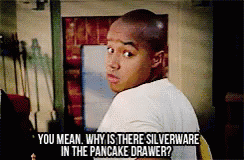 YOU MEAN, WHY IS THERE SILVERWARE
IN THE PANCAKE DRAWER?